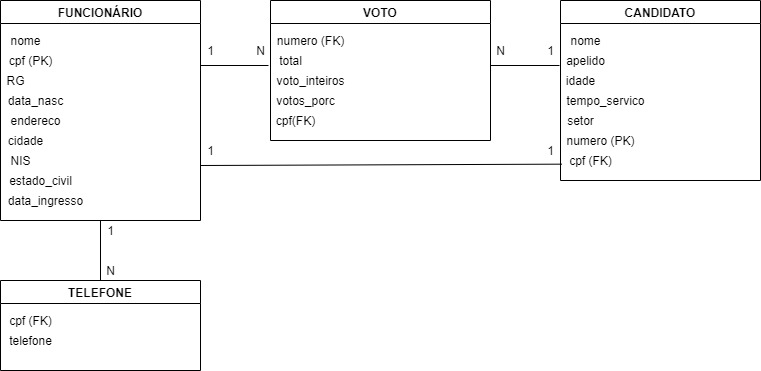 FUNCIONÁRIO
nome
cpf (PK)
RG
data_nasc
endereco
cidade
NIS
estado_civil
data_ingresso
1
N
VOTO
numero (FK)
total
voto_inteiros
votos_porc
cpf(FK)
N
1
CANDIDATO
nome
apelido
idade
tempo_servico
setor
numero (PK)
cpf (FK)
1
1
1
N
TELEFONE
cpf (FK)
telefone